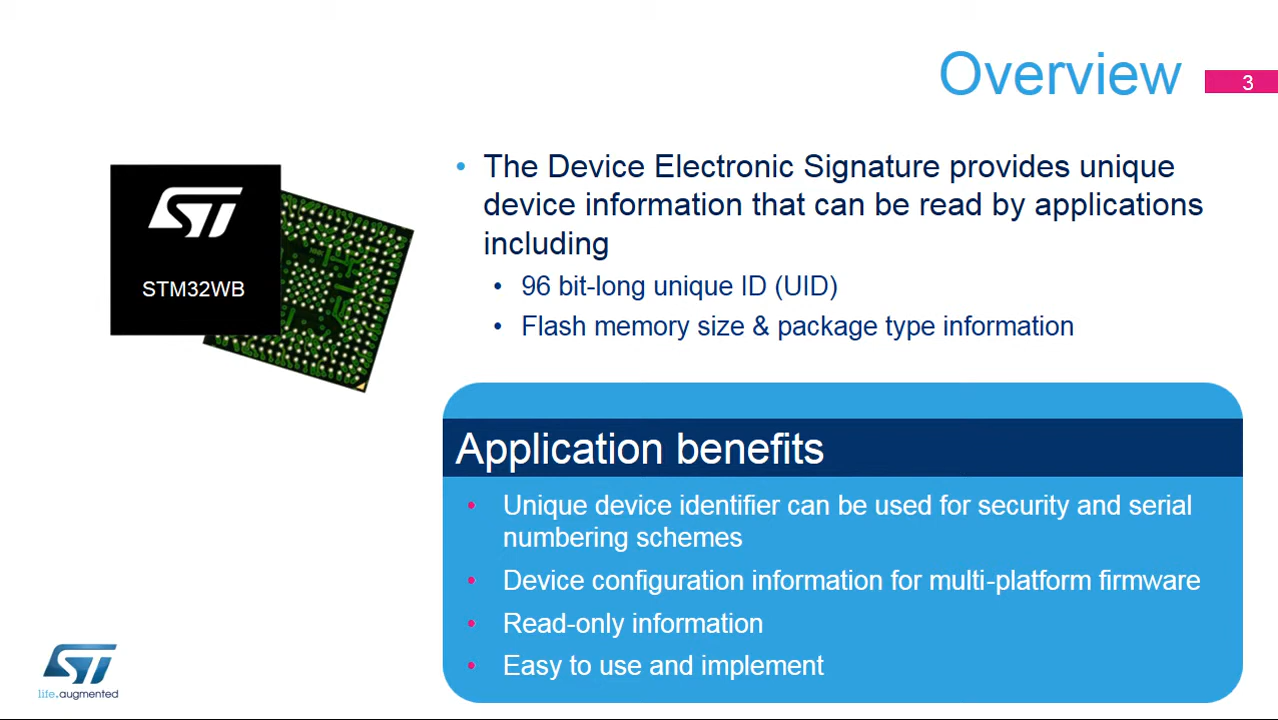 Overview
3
• The Device Electronic Signature provides unique
device information that can be read by applications
including
• 96 bit-long unique ID (UID)
• Flash memory size & package type information
ST
STM32WB
Application benefits
• Unique device identifier can be used for security and serial
numbering schemes
• Device configuration information for multi-platform firmware
• Read-only information
• Easy to use and implement
ST
life.augmented